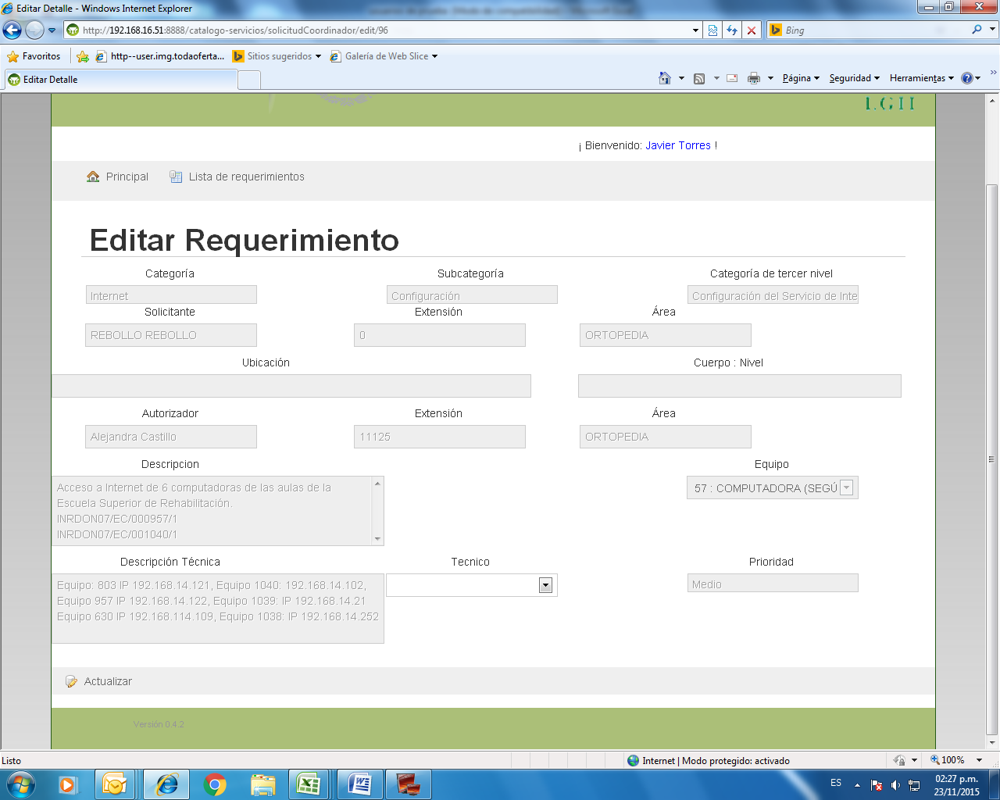 Editar Detalle - Windows Internet Explorer
http://192.168.16.51:8888/catalogo-servicios/solicitudCoordinador/edit/96
Bing
Favoritos http--user.img.todaoferta... Sitios sugeridos Galería de Web Slice
Editar Detalle Página Seguridad Herramientas
¡ Bienvenido: Javier Torres !
Principal Lista de requerimientos
Editar Requerimiento
Categoría Subcategoría Categoría de tercer nivel
Internet Configuración Configuración del Servicio de Inte
Solicitante Extensión Área
REBOLLO REBOLLO 0 ORTOPEDIA
Ubicación Cuerpo : Nivel
Autorizador Extensión Área
Alejandra Castillo 11125 ORTOPEDIA
Descripcion Equipo
Acceso a Internet de 6 computadoras de las aulas de la 57 : COMPUTADORA (SEGÚ
Escuela Superior de Rehabilitación.
INRDON07/EC/000957/1
INRDON07/EC/001040/1
Descripción Técnica Tecnico Prioridad
Equipo: 803 IP 192.168.14.121, Equipo 1040: 192.168.14.102, Medio
Equipo 957 IP 192.168.14.122, Equipo 1039: IP 192.168.14.21
Equipo 630 IP 192.168.114.109, Equipo 1038: IP 192.168.14.252
Actualizar
Versión 0.4.2
Listo Internet | Modo protegido: activado 100%
ES 02:27 p.m.
23/11/2015